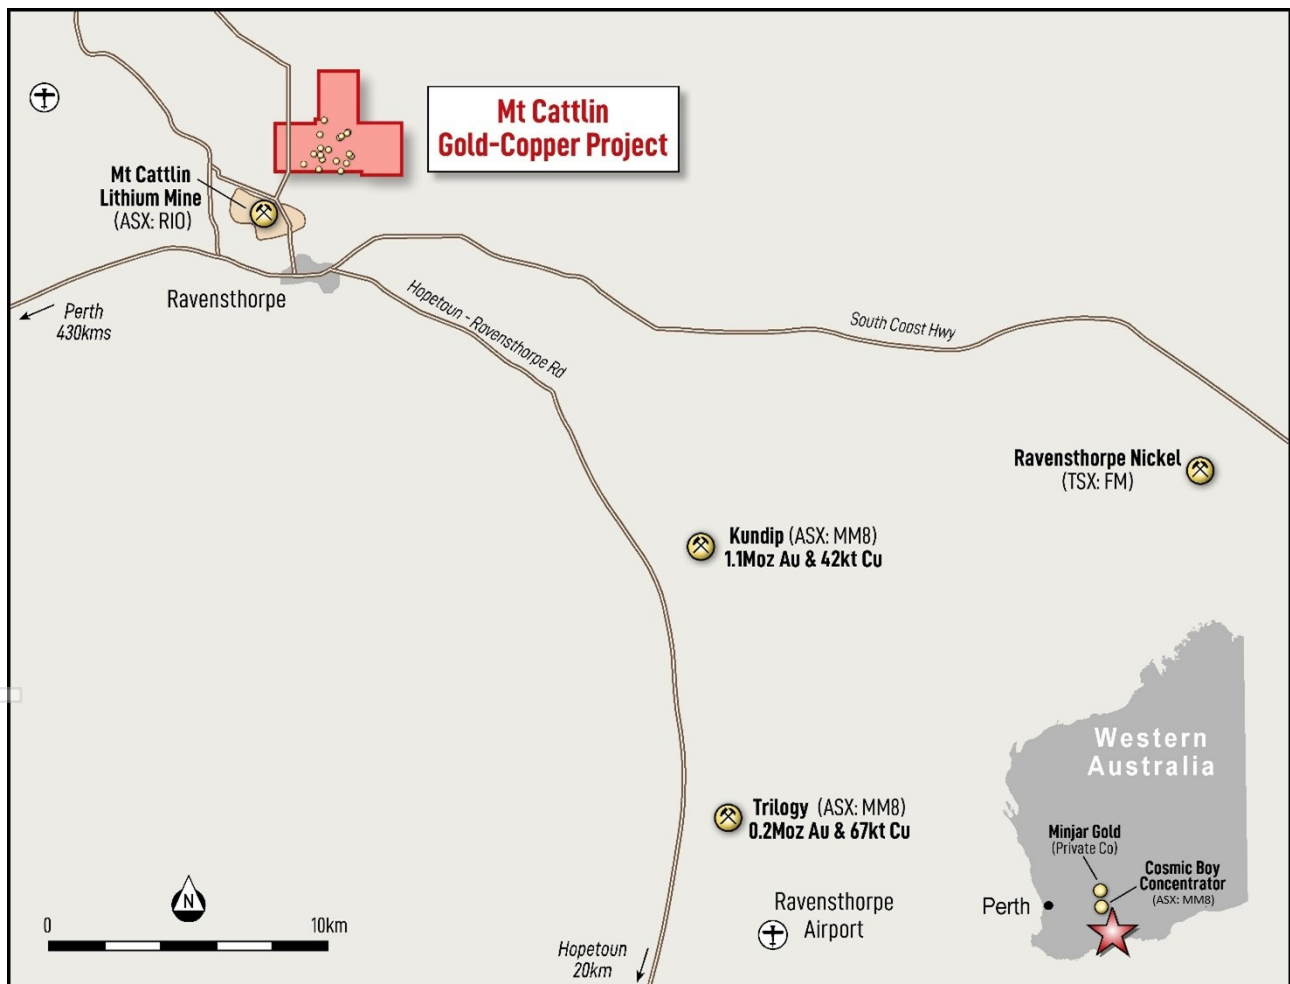 Mt Cattlin
Gold-Copper Project
Mt Cattlin
Lithium Mine
(ASX: RIO)
Ravensthorpe
Perth
430kms
Hopetoun - Ravensthorpe Rd
South Coast Hwy
Ravensthorpe Nickel
(TSX: FM)
Kundip (ASX: MM8)
1.1Moz Au & 42kt Cu
Trilogy (ASX: MM8)
0.2Moz Au & 67kt Cu
Ravensthorpe
Airport
Hopetoun
20km
N
0 10km
Western
Australia
Minjar Gold
(Private Co)
Cosmic Boy
Concentrator
(ASX: MM8)
Perth